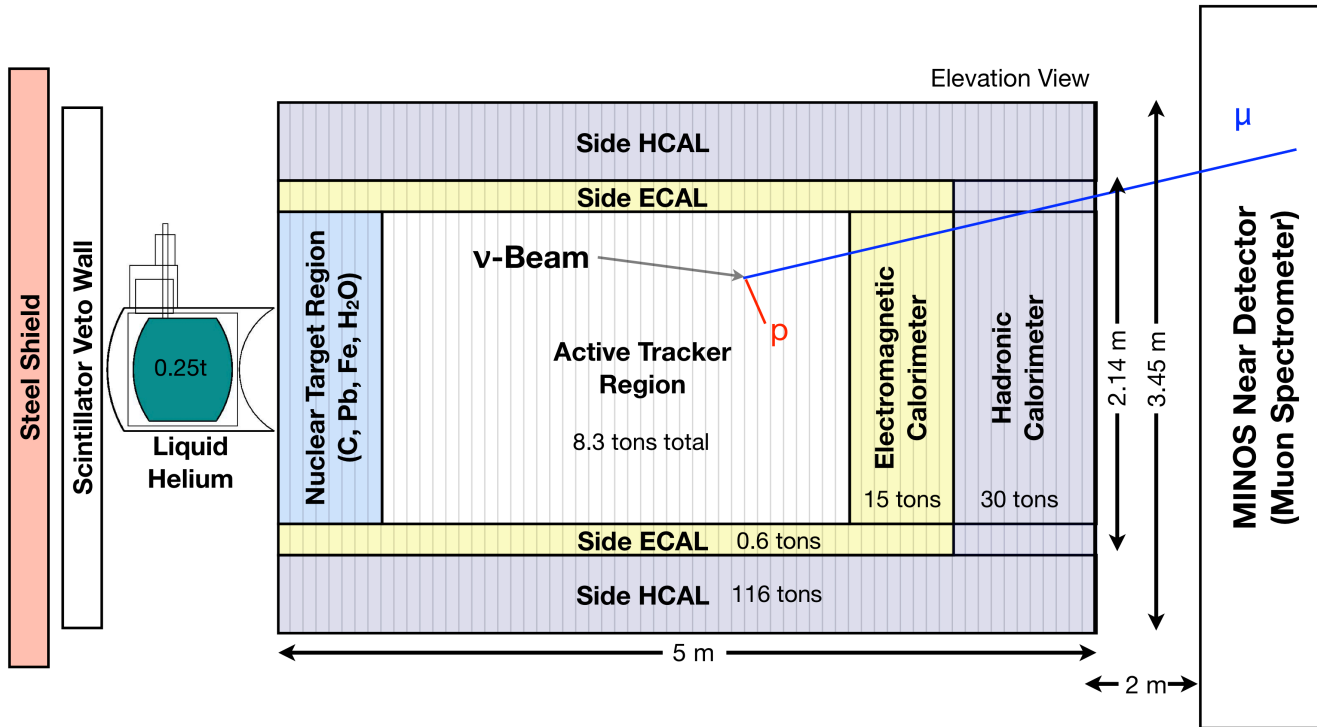 Elevation View
Steel Shield
Scintillator Veto Wall
0.25t
Liquid
Helium
Side HCAL
Side ECAL
Nuclear Target Region
(C, Pb, Fe, H₂O)
ν-Beam
p
μ
Active Tracker
Region
8.3 tons total
Electromagnetic
Calorimeter
15 tons
Hadronic
Calorimeter
30 tons
Side ECAL 0.6 tons
Side HCAL 116 tons
2.14 m
3.45 m
5 m
2 m
MINOS Near Detector
(Muon Spectrometer)